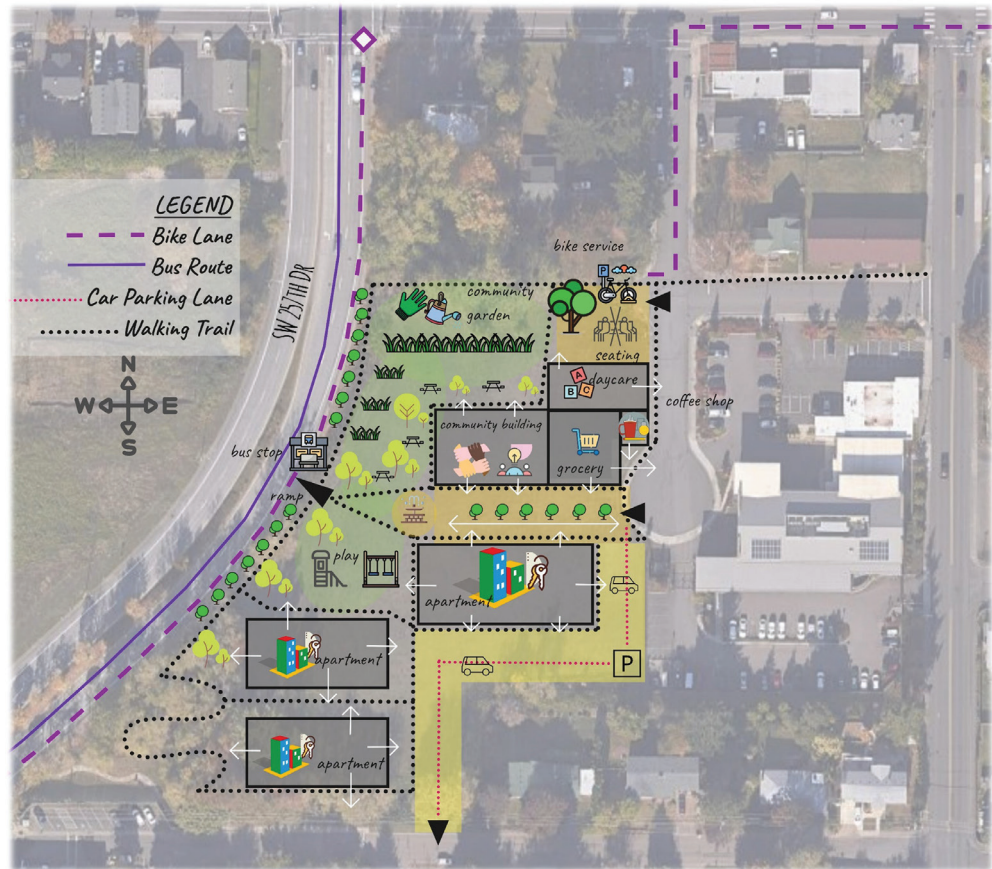 LEGEND
Bike Lane
Bus Route
Car Parking Lane
Walking Trail
SW 257TH DR
N
W E
S
bike service
P
community
garden
seating
A
B C
daycare
coffee shop
community building
grocery
bus stop
ramp
play
apartment
P
apartment
apartment